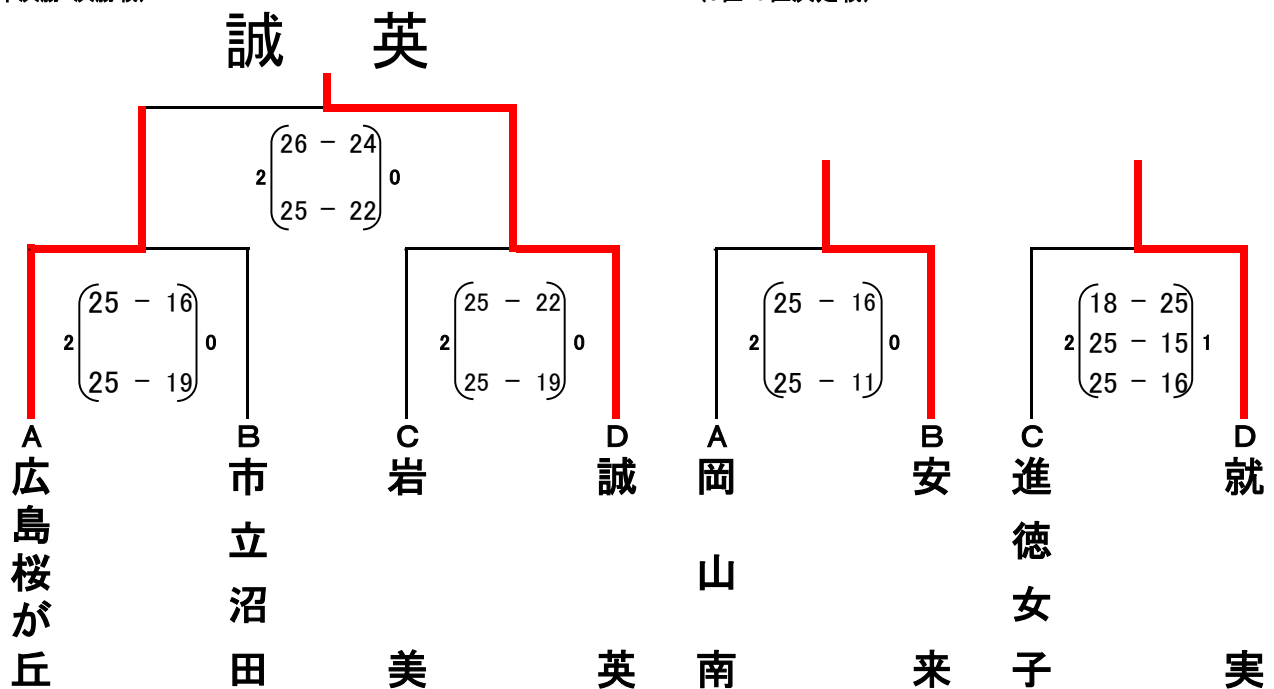 誠 英
2 26 － 24 0
25 － 22
2 25 － 16 0
25 － 19
2 25 － 22 0
25 － 19
2 25 － 16 0
25 － 11
18 － 25
2 25 － 15 1
25 － 16
A B C D A B C D
広島桜が丘
市立沼田
岩美
誠英
岡山南
安来
進徳女子
就実